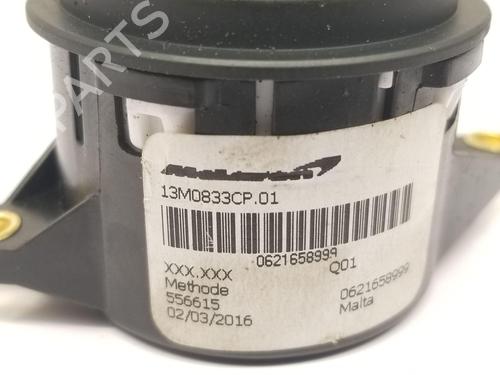 PARTS
McLaren
13M0833CP.01
0621658999
XXX.XXX Q01
Methode
556615 0621658999
02/03/2016 Malta